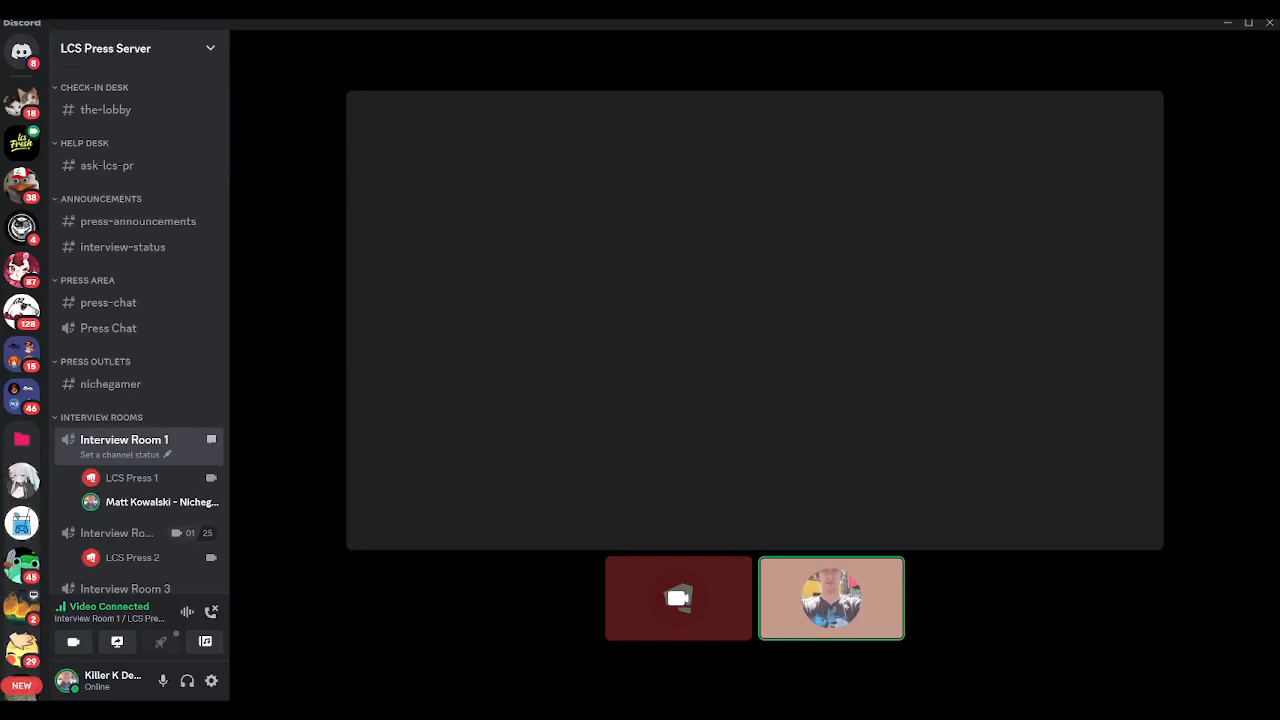 Discord
LCS Press Server
CHECK-IN DESK
the-lobby
HELP DESK
ask-lcs-pr
ANNOUNCEMENTS
press-announcements
interview-status
PRESS AREA
press-chat
Press Chat
PRESS OUTLETS
nichegamer
INTERVIEW ROOMS
Interview Room 1
Set a channel status
LCS Press 1
Matt Kowalski - Nicheg...
Interview Ro... 01 25
LCS Press 2
Interview Room 3
Video Connected
Interview Room 1 / LCS Pre...
Killer K De...
Online
8
18
lcs
Fresh
38
4
87
128
15
46
45
2
29
NEW